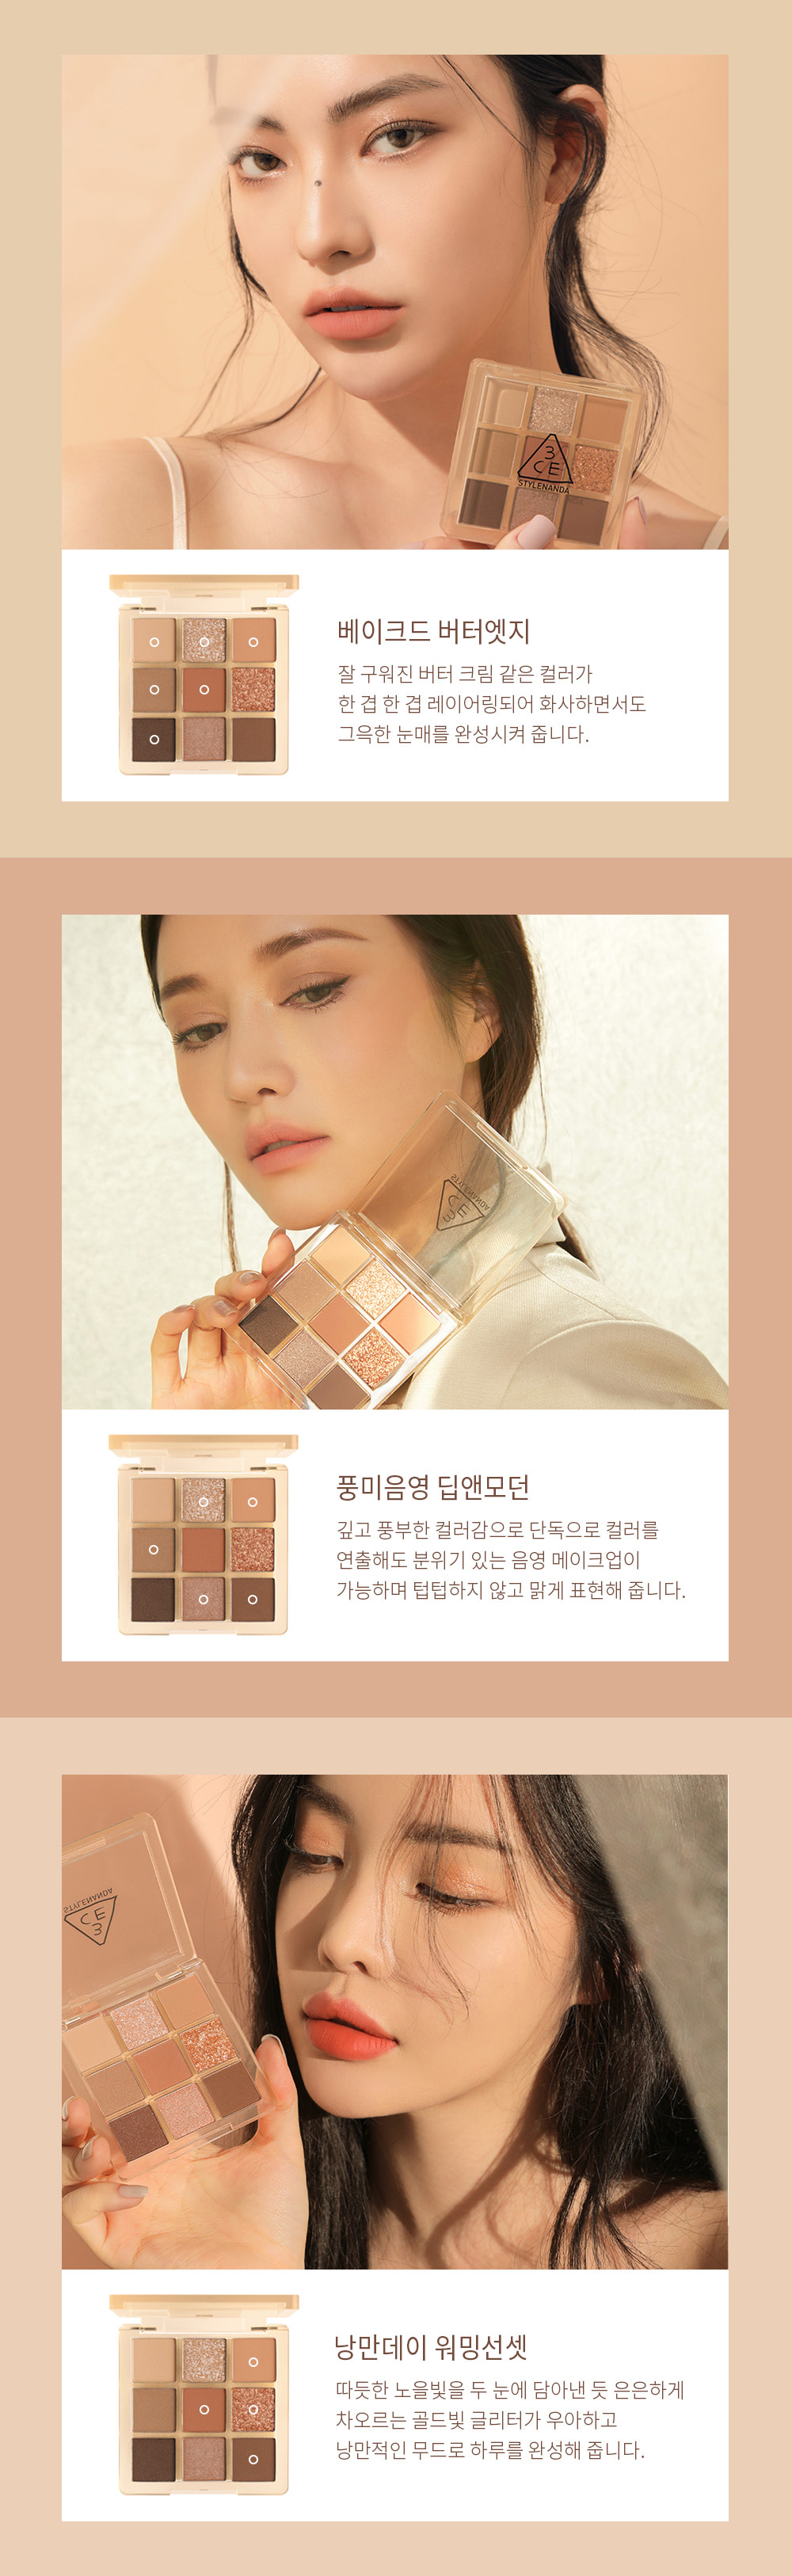 3
CE
STYLENANDA
베이크드 버터엣지
잘 구워진 버터 크림 같은 컬러가
한 겹 한 겹 레이어링되어 화사하면서도
그윽한 눈매를 완성시켜 줍니다.
3
CE
STYLENANDA
풍미음영 딥앤모던
깊고 풍부한 컬러감으로 단독으로 컬러를
연출해도 분위기 있는 음영 메이크업이
가능하며 텁텁하지 않고 맑게 표현해 줍니다.
STYLENANDA
CE
3
낭만데이 워밍선셋
따듯한 노을빛을 두 눈에 담아낸 듯 은은하게
차오르는 골드빛 글리터가 우아하고
낭만적인 무드로 하루를 완성해 줍니다.